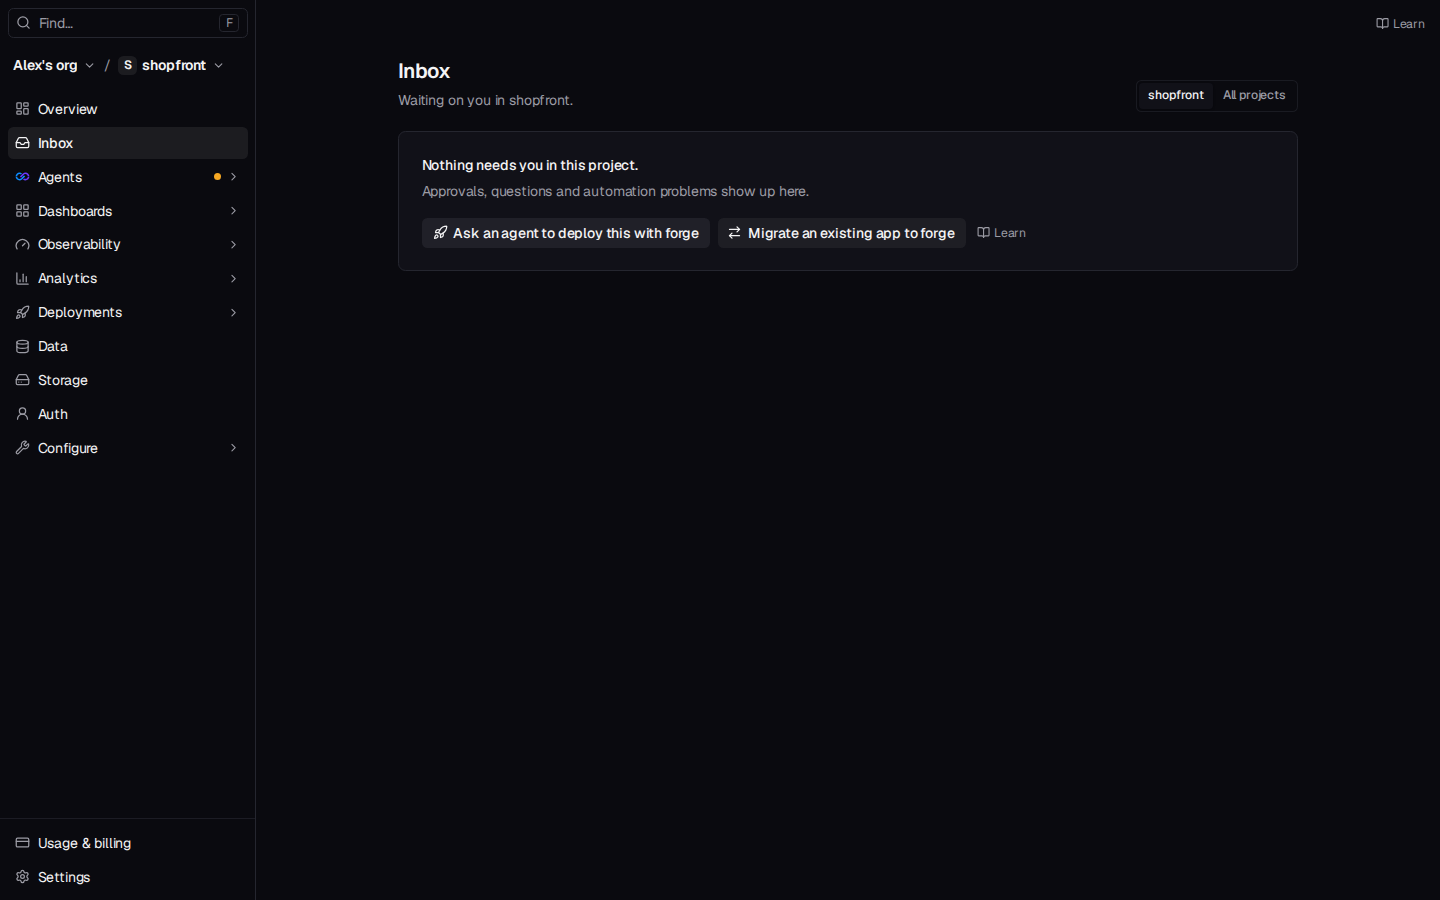 Find...
F
Learn
Alex's org / S shopfront
Overview
Inbox
Agents
Dashboards
Observability
Analytics
Deployments
Data
Storage
Auth
Configure
Usage & billing
Settings
Inbox
Waiting on you in shopfront.
shopfront All projects
Nothing needs you in this project.
Approvals, questions and automation problems show up here.
Ask an agent to deploy this with forge Migrate an existing app to forge Learn